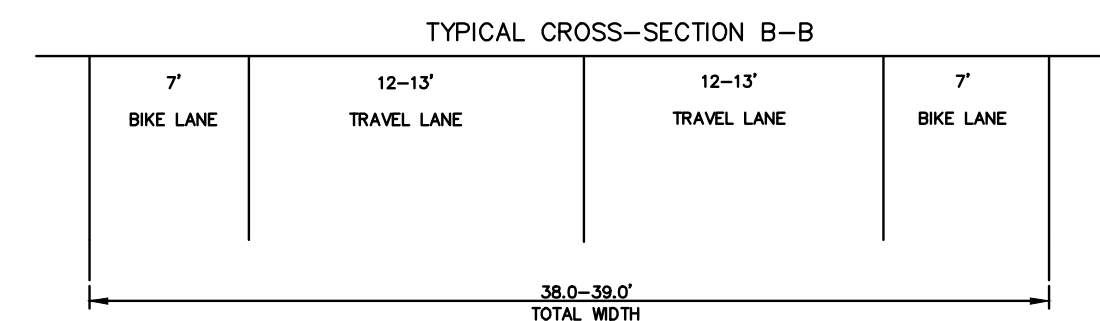 TYPICAL CROSS-SECTION B-B
7' 12-13' 12-13' 7'
BIKE LANE TRAVEL LANE TRAVEL LANE BIKE LANE
38.0-39.0'
TOTAL WIDTH